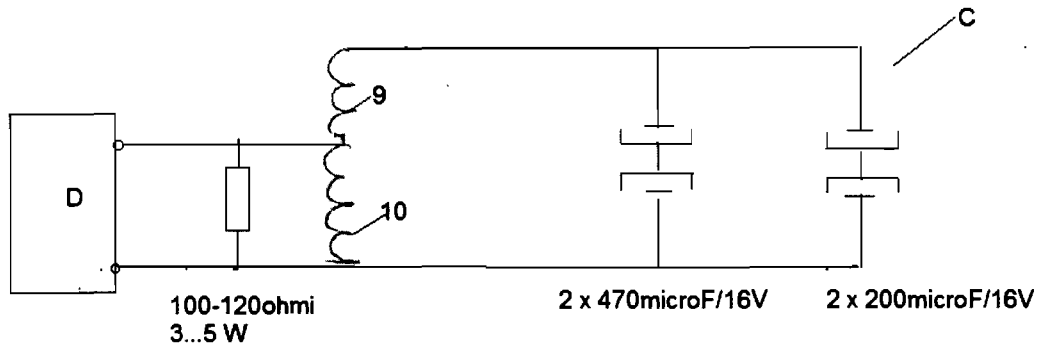 C
9
D
10
100-120ohmi
3...5 W
2 x 470microF/16V
2 x 200microF/16V